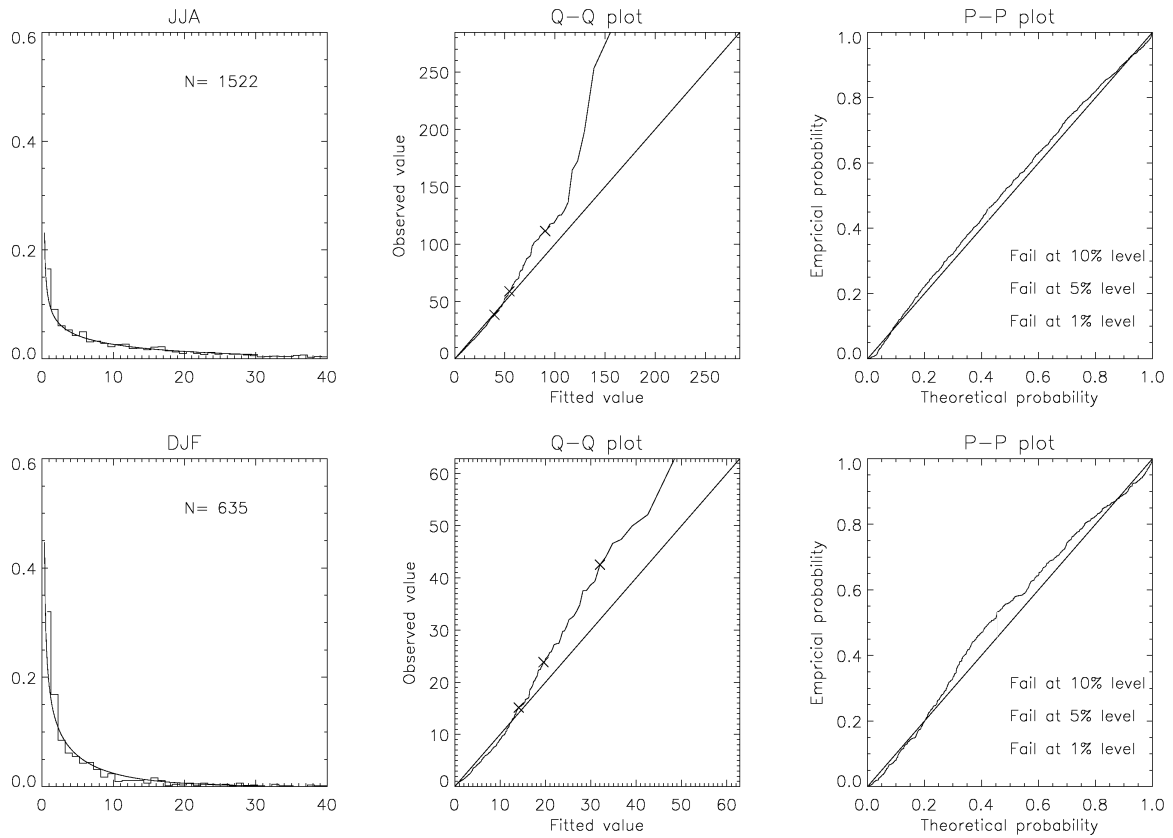 JJA
Q−Q plot
P−P plot
0.6
0.4
0.2
0.0
N= 1522
0 10 20 30 40
Observed value
250
200
150
100
50
0
0 50 100 150 200 250
Fitted value
Empricial probability
1.0
0.8
0.6
0.4
0.2
0.0
Fail at 10% level
Fail at 5% level
Fail at 1% level
0.0 0.2 0.4 0.6 0.8 1.0
Theoretical probability
DJF
Q−Q plot
P−P plot
0.6
0.4
0.2
0.0
N= 635
0 10 20 30 40
Observed value
60
50
40
30
20
10
0
0 10 20 30 40 50 60
Fitted value
Empricial probability
1.0
0.8
0.6
0.4
0.2
0.0
Fail at 10% level
Fail at 5% level
Fail at 1% level
0.0 0.2 0.4 0.6 0.8 1.0
Theoretical probability